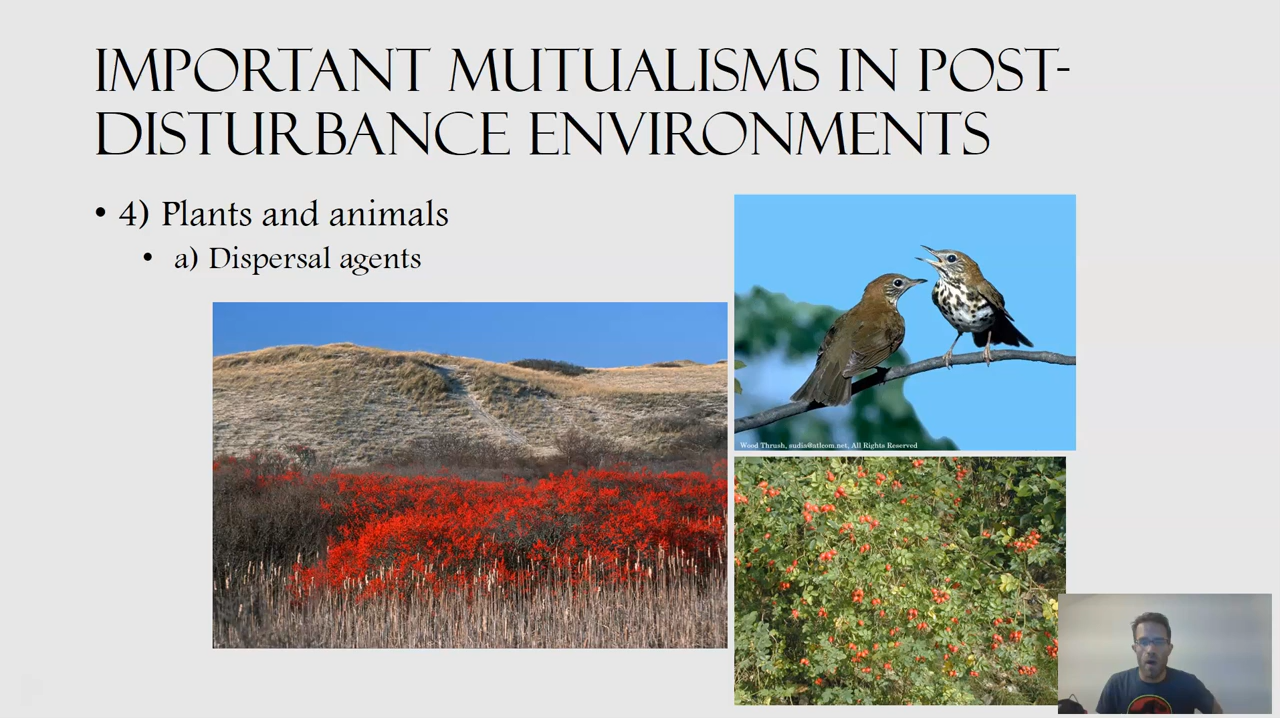 IMPORTANT MUTUALISMS IN POST-
DISTURBANCE ENVIRONMENTS
• 4) Plants and animals
• a) Dispersal agents
Wood Thrush, audia@atlcom.net, All Rights Reserved